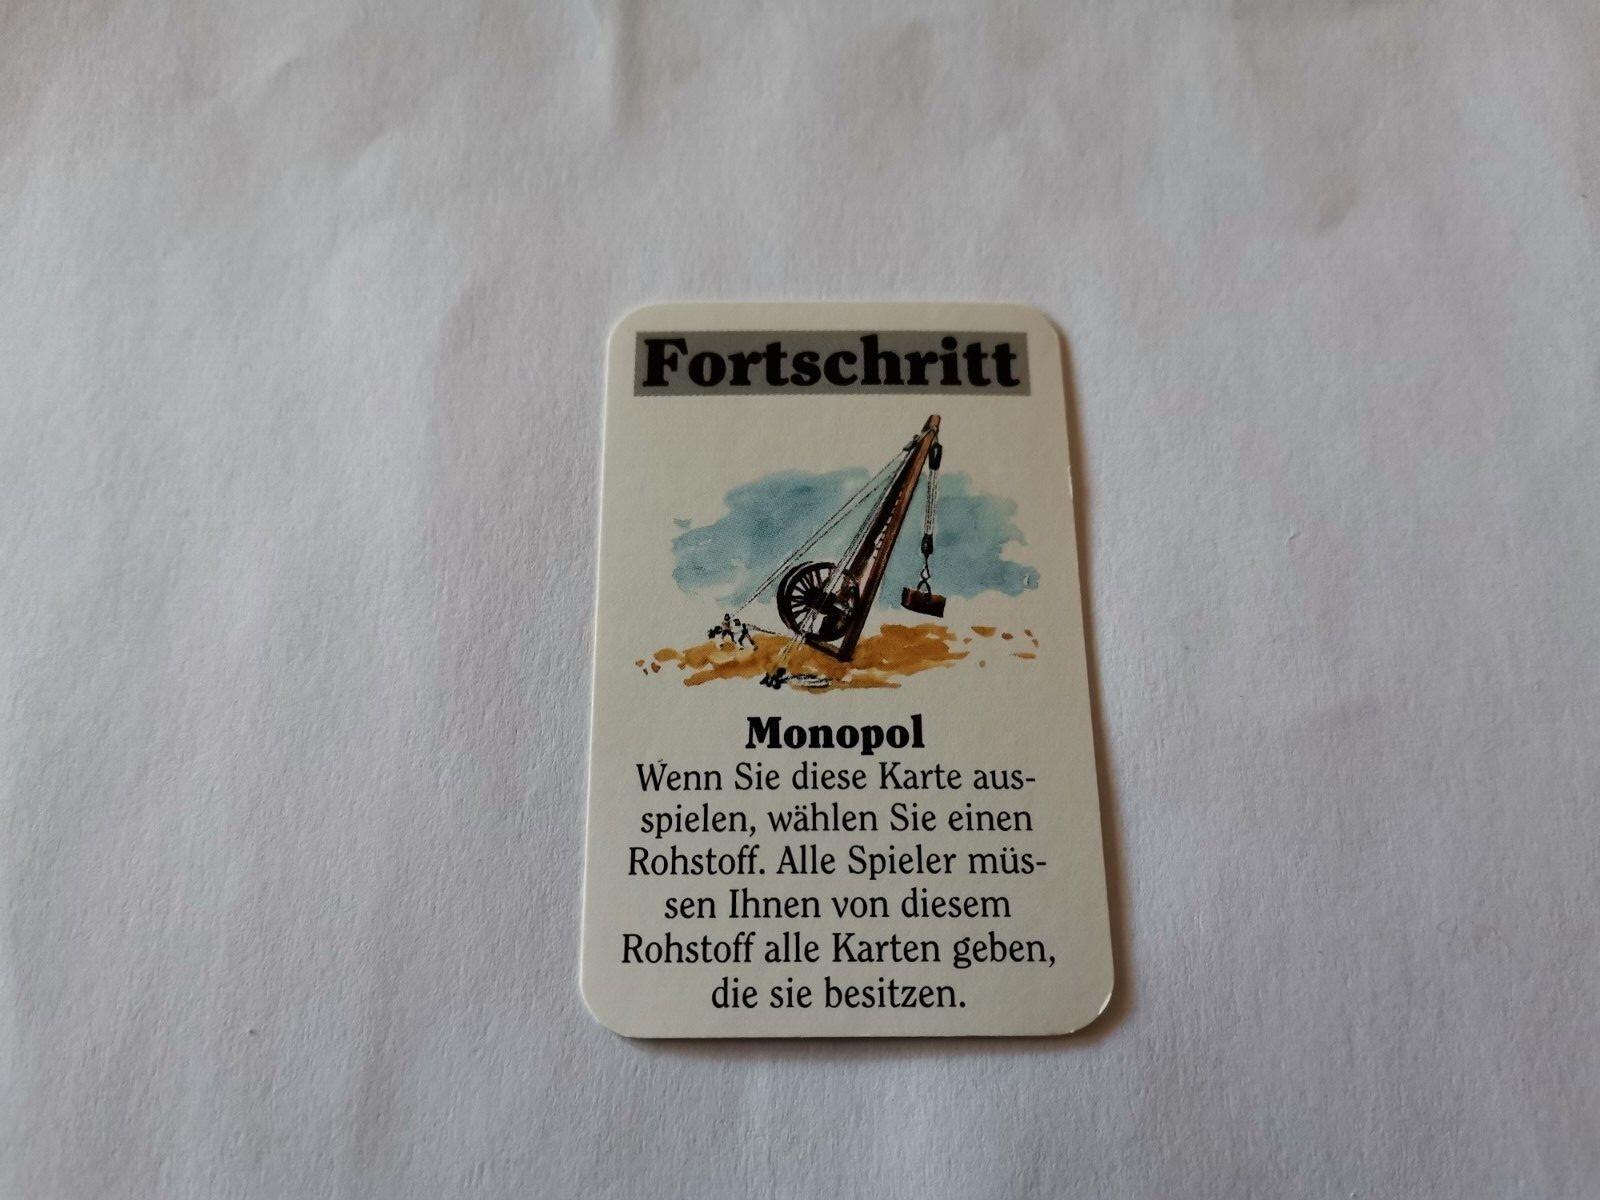 Fortschritt
Monopol
Wenn Sie diese Karte aus-
spielen, wählen Sie einen
Rohstoff. Alle Spieler müs-
sen Ihnen von diesem
Rohstoff alle Karten geben,
die sie besitzen.